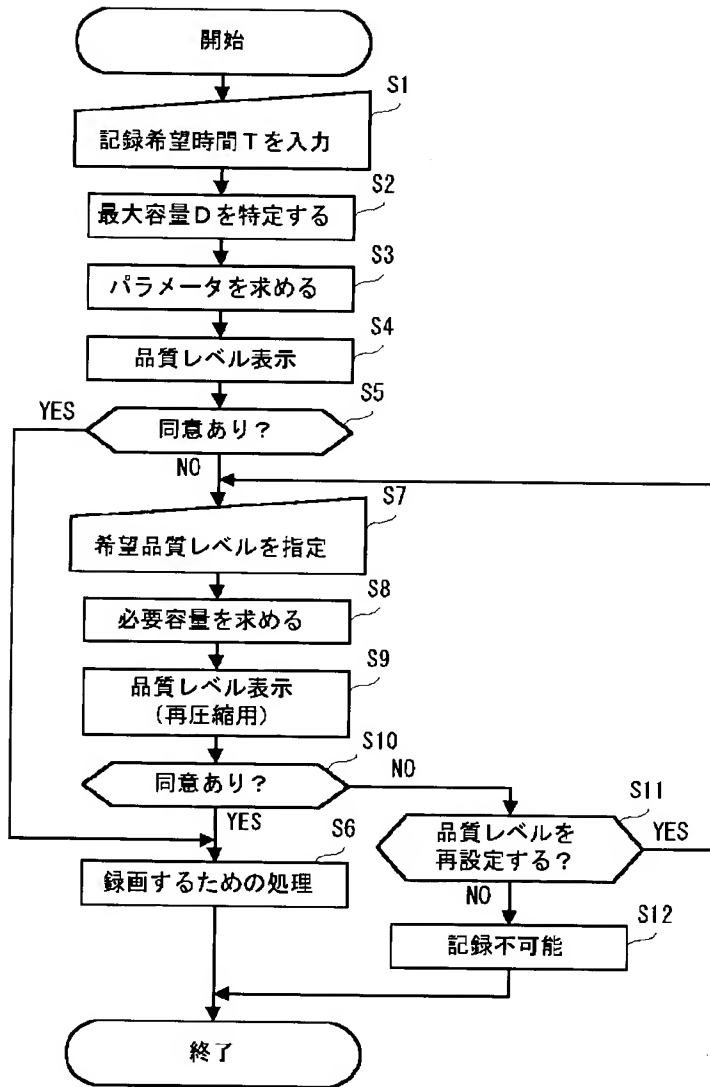 開始
S1
記録希望時間Tを入力
S2
最大容量Dを特定する
S3
パラメータを求める
S4
品質レベル表示
S5
YES
同意あり?
NO
S7
希望品質レベルを指定
S8
必要容量を求める
S9
品質レベル表示
(再圧縮用)
S10
同意あり?
NO
S11
YES
品質レベルを
再設定する?
YES
S6
録画するための処理
NO
S12
記録不可能
終了